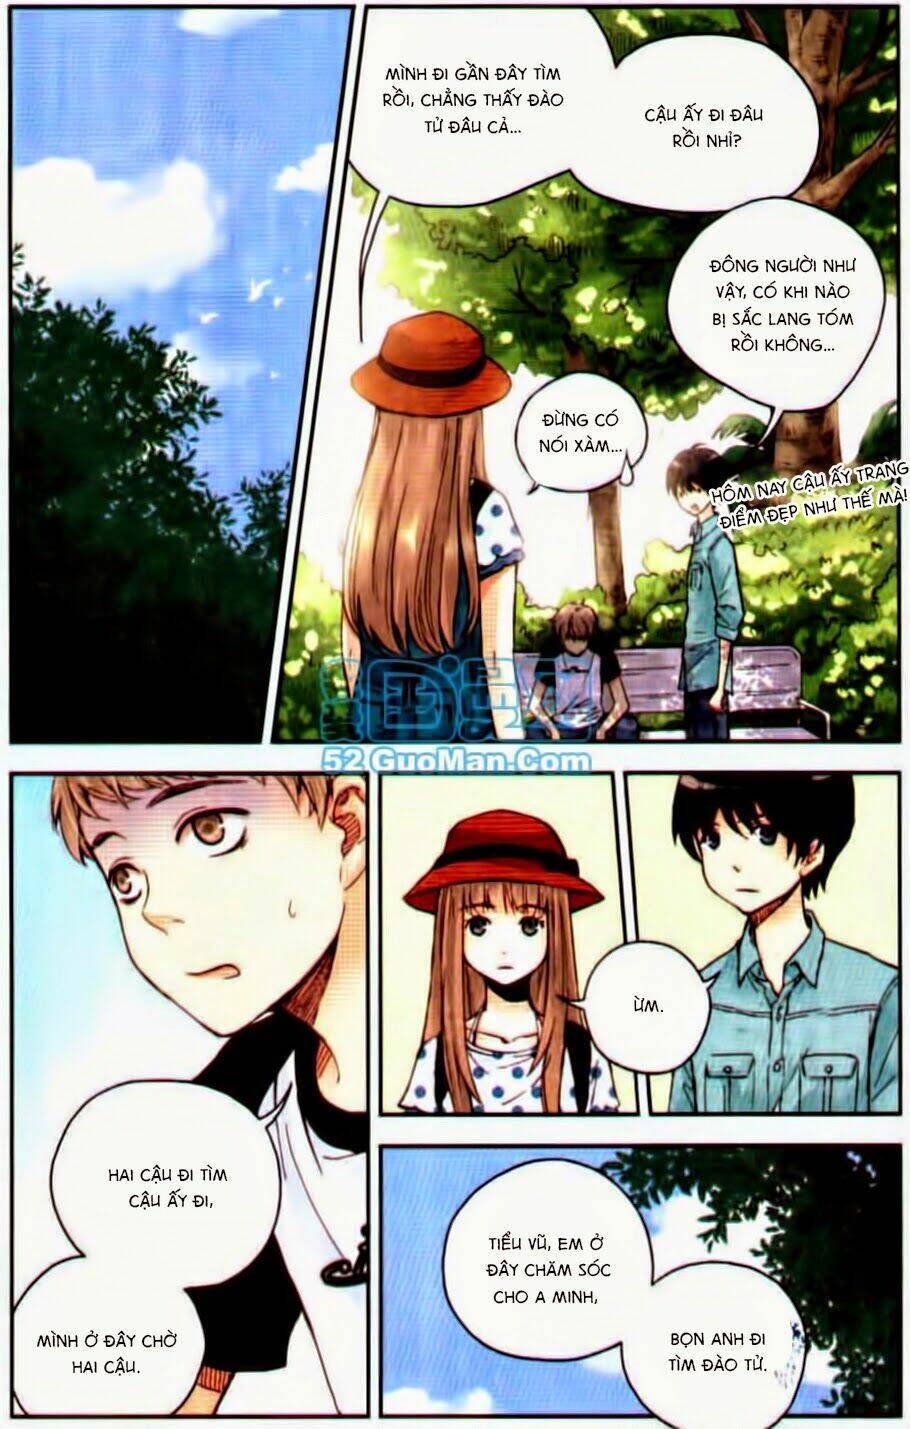 MÌNH ĐI GẦN ĐÂY TÌM
RỒI, CHẲNG THẤY ĐÀO
TỬ ĐÂU CẢ...
CẬU ẤY ĐI ĐÂU
RỒI NHỈ?
ĐÔNG NGƯỜI NHƯ
VẬY, CÓ KHI NÀO
BỊ SẮC LANG TÓM
RỒI KHÔNG...
ĐỪNG CÓ
NÓI XÀM...
HÔM NAY CẬU ẤY TRANG
ĐIỂM ĐẸP NHƯ THẾ MÀ!
52GuoMan.Com
ỪM.
HAI CẬU ĐI TÌM
CẬU ẤY ĐI,
MÌNH Ở ĐÂY CHỜ
HAI CẬU.
TIỂU VŨ, EM Ở
ĐÂY CHĂM SÓC
CHO A MINH,
BỌN ANH ĐI
TÌM ĐÀO TỬ.